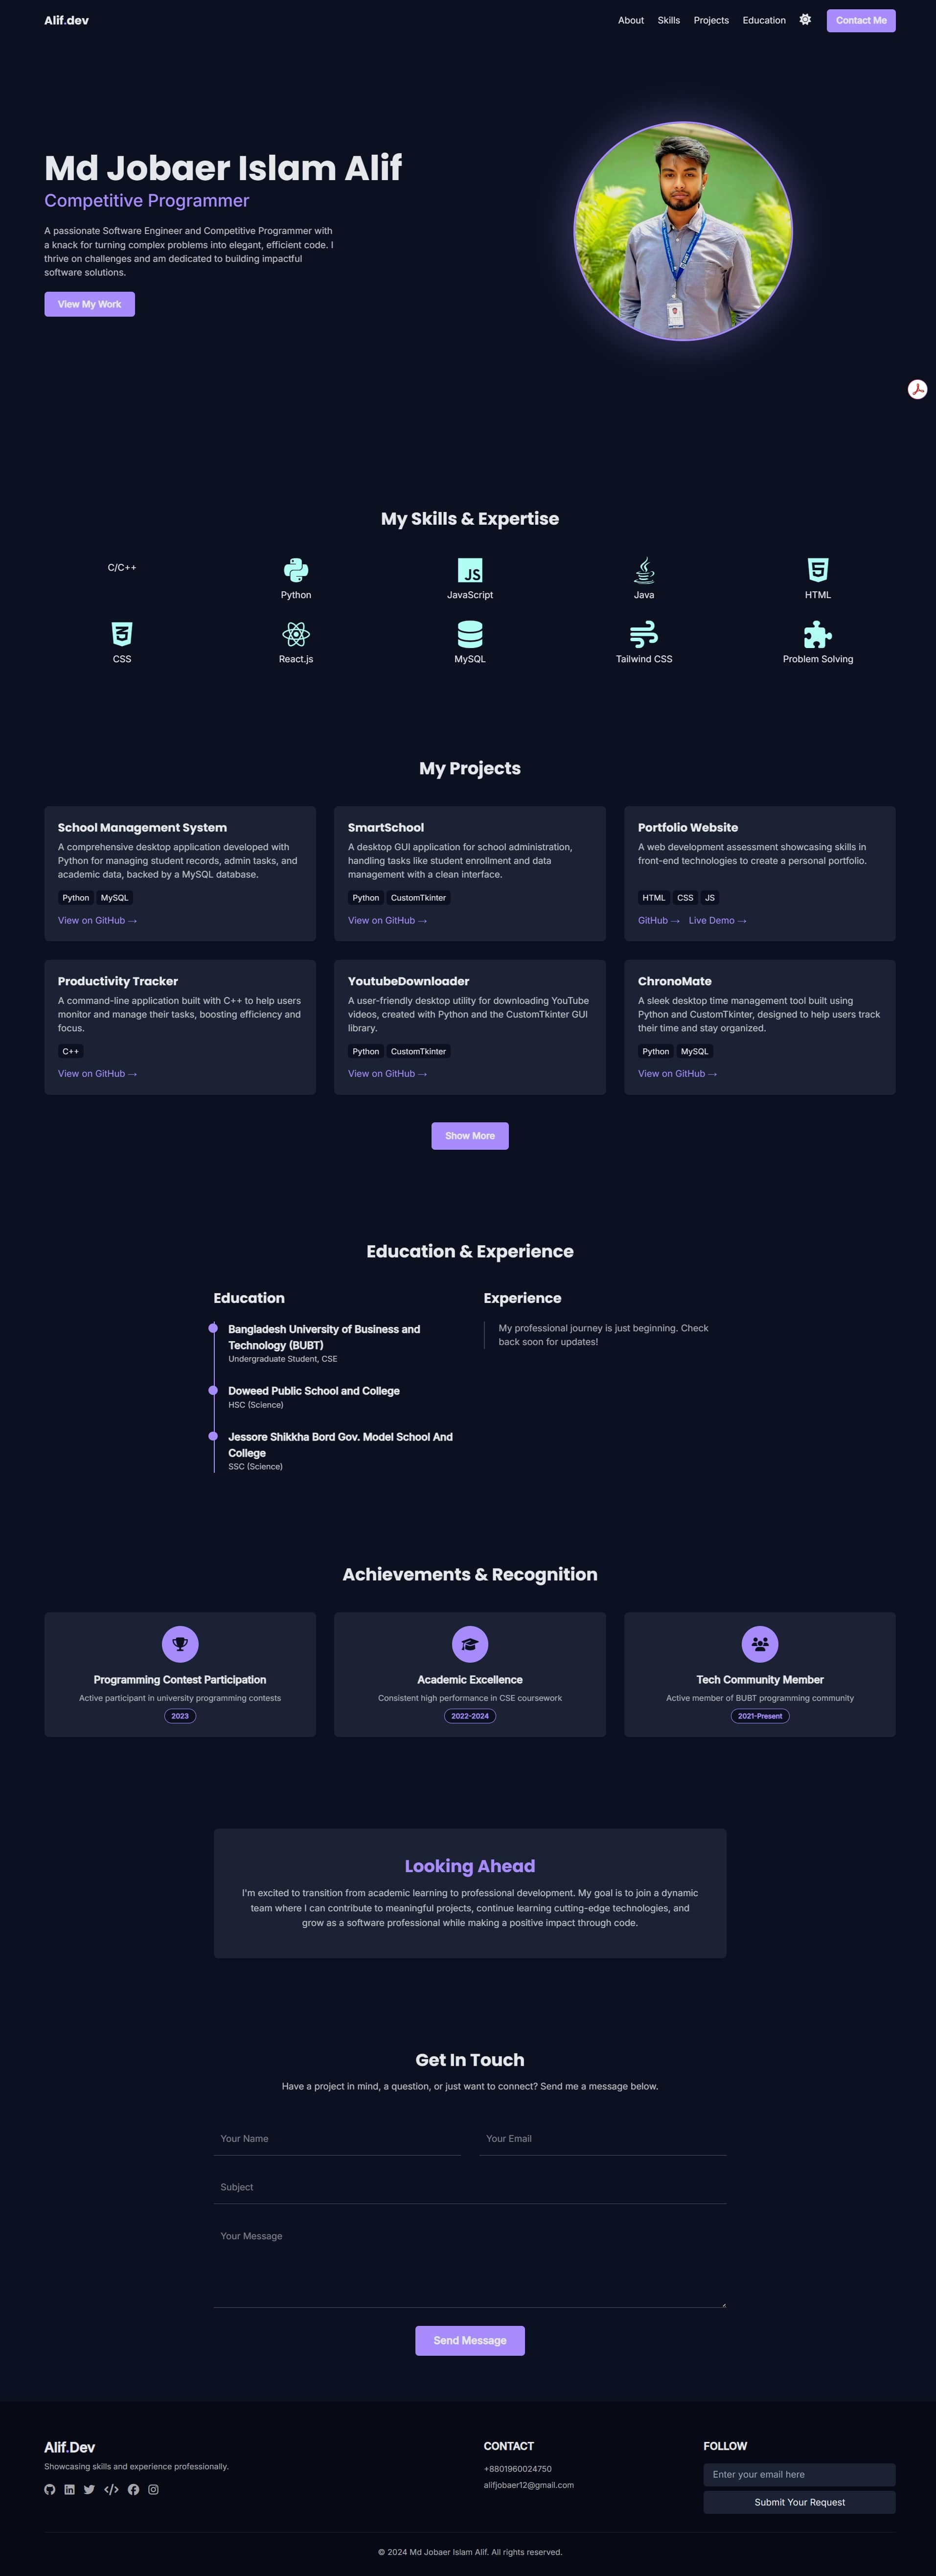 Alif.dev
About Skills Projects Education Contact Me
Md Jobaer Islam Alif
Competitive Programmer
A passionate Software Engineer and Competitive Programmer with
a knack for turning complex problems into elegant, efficient code. I
thrive on challenges and am dedicated to building impactful
software solutions.
View My Work
My Skills & Expertise
C/C++ Python JavaScript Java HTML
CSS React.js MySQL Tailwind CSS Problem Solving
My Projects
School Management System
A comprehensive desktop application developed with
Python for managing student records, admin tasks, and
academic data, backed by a MySQL database.
Python MySQL
View on GitHub →
SmartSchool
A desktop GUI application for school administration,
handling tasks like student enrollment and data
management with a clean interface.
Python CustomTkinter
View on GitHub →
Portfolio Website
A web development assessment showcasing skills in
front-end technologies to create a personal portfolio.
HTML CSS JS
GitHub → Live Demo →
Productivity Tracker
A command-line application built with C++ to help users
monitor and manage their tasks, boosting efficiency and
focus.
C++
View on GitHub →
YoutubeDownloader
A user-friendly desktop utility for downloading YouTube
videos, created with Python and the CustomTkinter GUI
library.
Python CustomTkinter
View on GitHub →
ChronoMate
A sleek desktop time management tool built using
Python and CustomTkinter, designed to help users track
their time and stay organized.
Python MySQL
View on GitHub →
Show More
Education & Experience
Education
Bangladesh University of Business and
Technology (BUBT)
Undergraduate Student, CSE
Doweed Public School and College
HSC (Science)
Jessore Shikkha Bord Gov. Model School And
College
SSC (Science)
Experience
My professional journey is just beginning. Check
back soon for updates!
Achievements & Recognition
Programming Contest Participation
Active participant in university programming contests
2023
Academic Excellence
Consistent high performance in CSE coursework
2022-2024
Tech Community Member
Active member of BUBT programming community
2021-Present
Looking Ahead
I'm excited to transition from academic learning to professional development. My goal is to join a dynamic
team where I can contribute to meaningful projects, continue learning cutting-edge technologies, and
grow as a software professional while making a positive impact through code.
Get In Touch
Have a project in mind, a question, or just want to connect? Send me a message below.
Your Name Your Email
Subject
Your Message
Send Message
Alif.Dev
Showcasing skills and experience professionally.
CONTACT
+8801960024750
alifjobaer12@gmail.com
FOLLOW
Enter your email here
Submit Your Request
© 2024 Md Jobaer Islam Alif. All rights reserved.